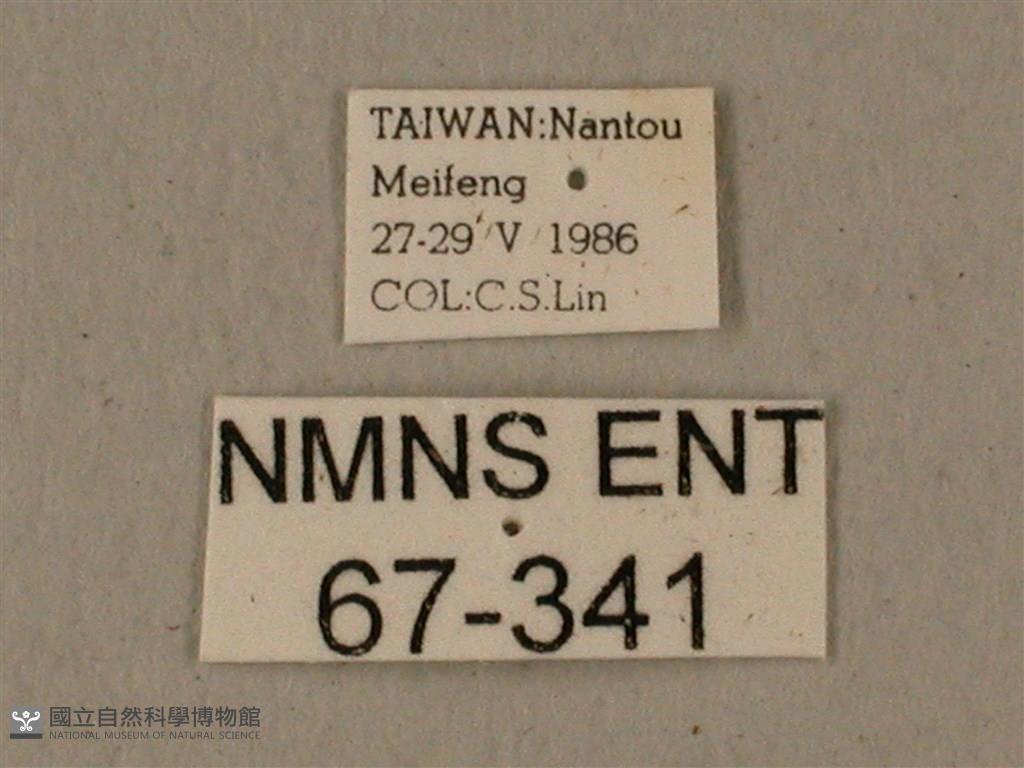 TAIWAN:Nantou
Meifeng
27-29 V 1986
COL:C.S.Lin
NMNS ENT
67-341
國立自然科學博物館
NATIONAL MUSEUM OF NATURAL SCIENCE